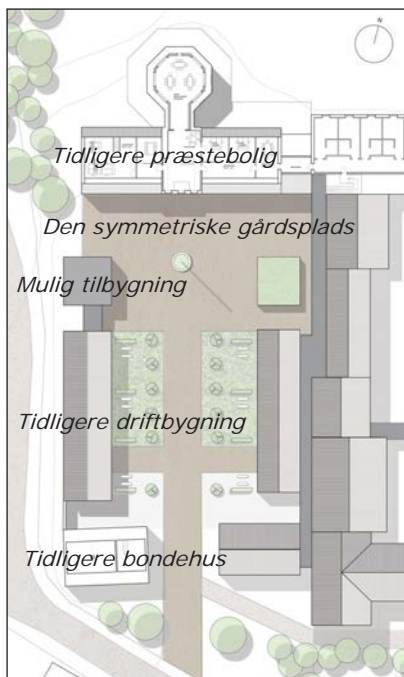 N
Tidligere præstebolig
Den symmetriske gårdsplads
Mulig tilbygning
Tidligere driftbygning
Tidligere bondehus